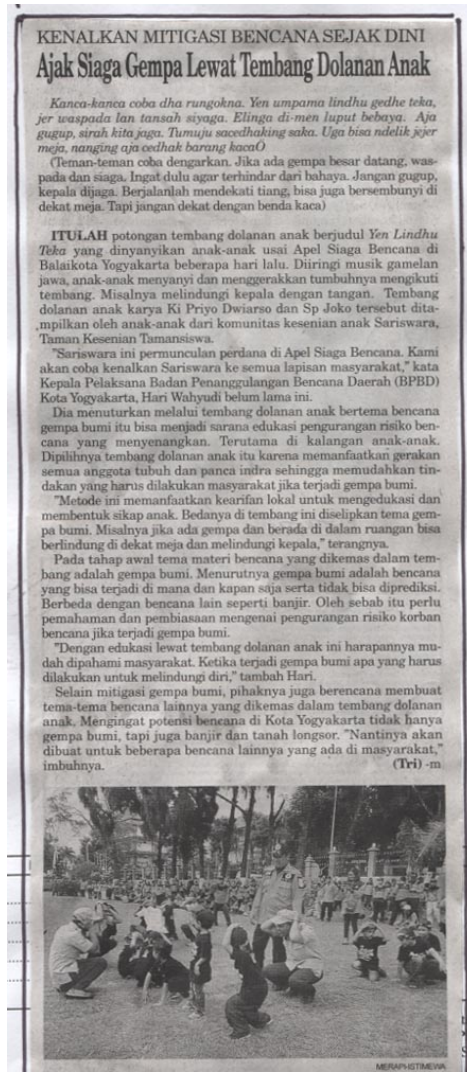 KENALKAN MITIGASI BENCANA SEJAK DINI
Ajak Siaga Gempa Lewat Tembang Dolanan Anak
Kanca-kanca coba dha rungokna. Yen umpama lindhu gedhe teka,
jer waspada lan tansah siyaga. Elinga di-men luput bebaya. Aja
gugup, sirah kita jaga. Tumuju sacedhaking saka. Uga bisa ndelik jejer
meja, nanging aja cedhak barang kacaO
(Teman-teman coba dengarkan. Jika ada gempa besar datang, was-
pada dan siaga. Ingat dulu agar terhindar dari bahaya. Jangan gugup,
kepala dijaga. Berjalanlah mendekati tiang, bisa juga bersembunyi di
dekat meja. Tapi jangan dekat dengan benda kaca)
ITULAH potongan tembang dolanan anak berjudul Yen Lindhu
Teka yang dinyanyikan anak-anak usai Apel Siaga Bencana di
Balaikota Yogyakarta beberapa hari lalu. Diiringi musik gamelan
jawa, anak-anak menyanyi dan menggerakkan tumbuhnya mengikuti
tembang. Misalnya melindungi kepala dengan tangan. Tembang
dolanan anak karya Ki Priyo Dwiarso dan Sp Joko tersebut dita-
,mpilkan oleh anak-anak dari komunitas kesenian anak Sariswara,
Taman Kesenian Tamansiswa.
"Sariswara ini permunculan perdana di Apel Siaga Bencana. Kami
akan coba kenalkan Sariswara ke semua lapisan masyarakat," kata
Kepala Pelaksana Badan Penanggulangan Bencana Daerah (BPBD)
Kota Yogyakarta, Hari Wahyudi belum lama ini.
Dia menuturkan melalui tembang dolanan anak bertema bencana
gempa bumi itu bisa menjadi sarana edukasi pengurangan risiko ben-
cana yang menyenangkan. Terutama di kalangan anak-anak.
Dipilihnya tembang dolanan anak itu karena memanfaatkan gerakan
semua anggota tubuh dan panca indra sehingga memudahkan tin-
dakan yang harus dilakukan masyarakat jika terjadi gempa bumi.
"Metode ini memanfaatkan kearifan lokal untuk mengedukasi dan
membentuk sikap anak. Bedanya di tembang ini diselipkan tema gem-
pa bumi. Misalnya jika ada gempa dan berada di dalam ruangan bisa
berlindung di dekat meja dan melindungi kepala," terangnya.
Pada tahap awal tema materi bencana yang dikemas dalam tem-
bang adalah gempa bumi. Menurutnya gempa bumi adalah bencana
yang bisa terjadi di mana dan kapan saja serta tidak bisa diprediksi.
Berbeda dengan bencana lain seperti banjir. Oleh sebab itu perlu
pemahaman dan pembiasaan mengenai pengurangan risiko korban
bencana jika terjadi gempa bumi.
"Dengan edukasi lewat tembang dolanan anak ini harapannya mu-
dah dipahami masyarakat. Ketika terjadi gempa bumi apa yang harus
dilakukan untuk melindungi diri," tambah Hari.
Selain mitigasi gempa bumi, pihaknya juga berencana membuat
tema-tema bencana lainnya yang dikemas dalam tembang dolanan
anak. Mengingat potensi bencana di Kota Yogyakarta tidak hanya
gempa bumi, tapi juga banjir dan tanah longsor. "Nantinya akan
dibuat untuk beberapa bencana lainnya yang ada di masyarakat,"
imbuhnya. (Tri) -m
MERAPI-ISTIMEWA